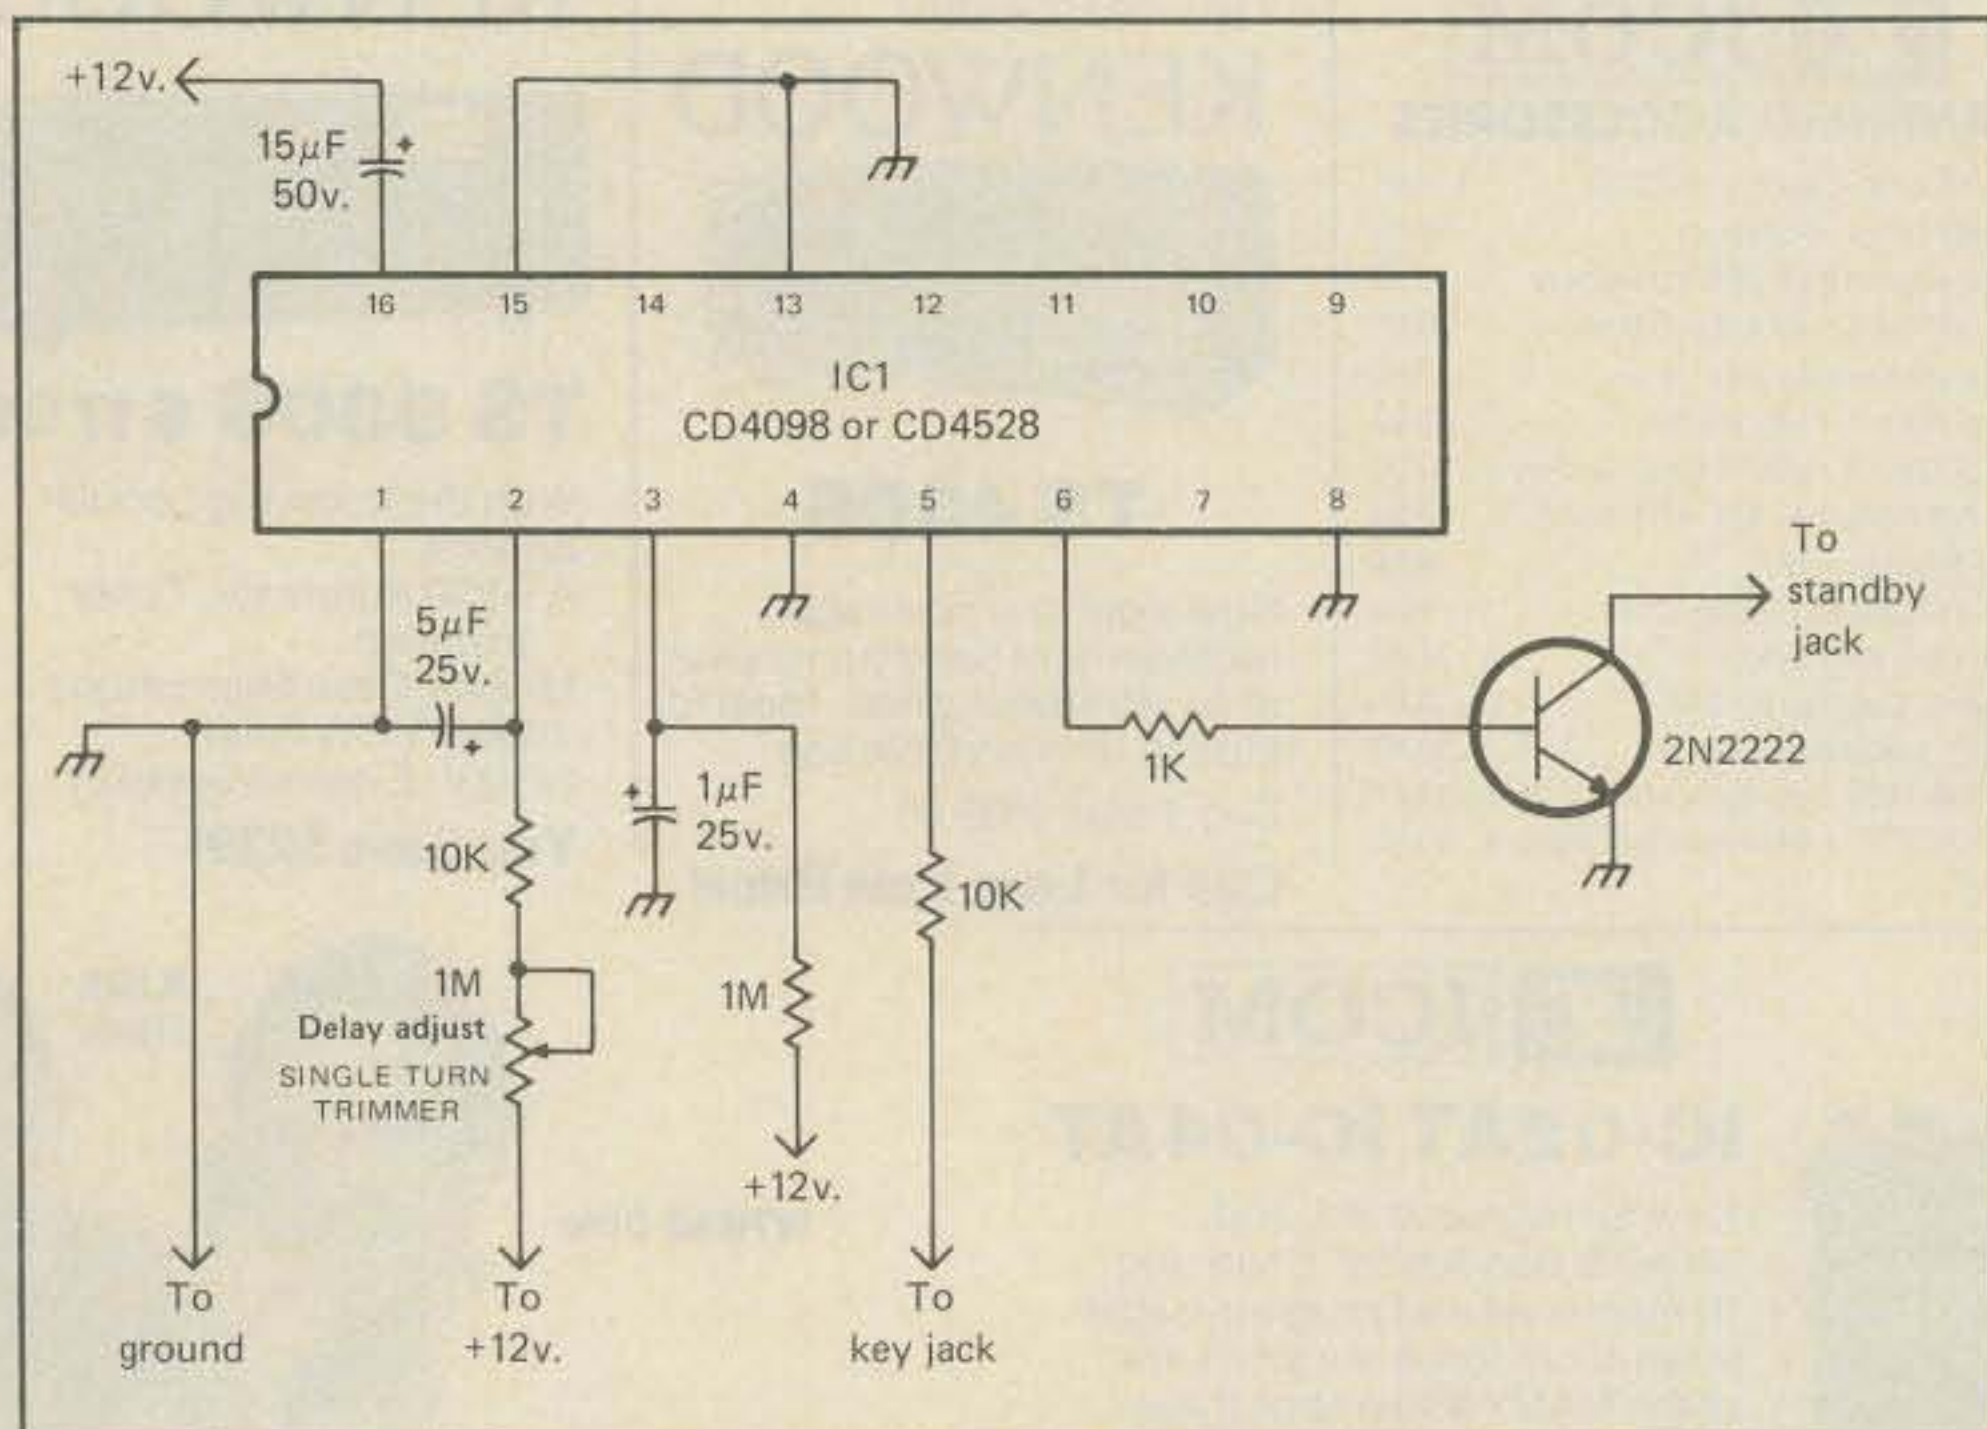 +12v.
15µF
50v.
16 15 14 13 12 11 10 9
IC1
CD4098 or CD4528
1 2 3 4 5 6 7 8
To
standby
jack
5µF
25v.
1K
2N2222
1µF
25v.
10K
10K
1M
Delay adjust
SINGLE TURN
TRIMMER
1M
+12v.
To
ground
To
+12v.
To
key jack